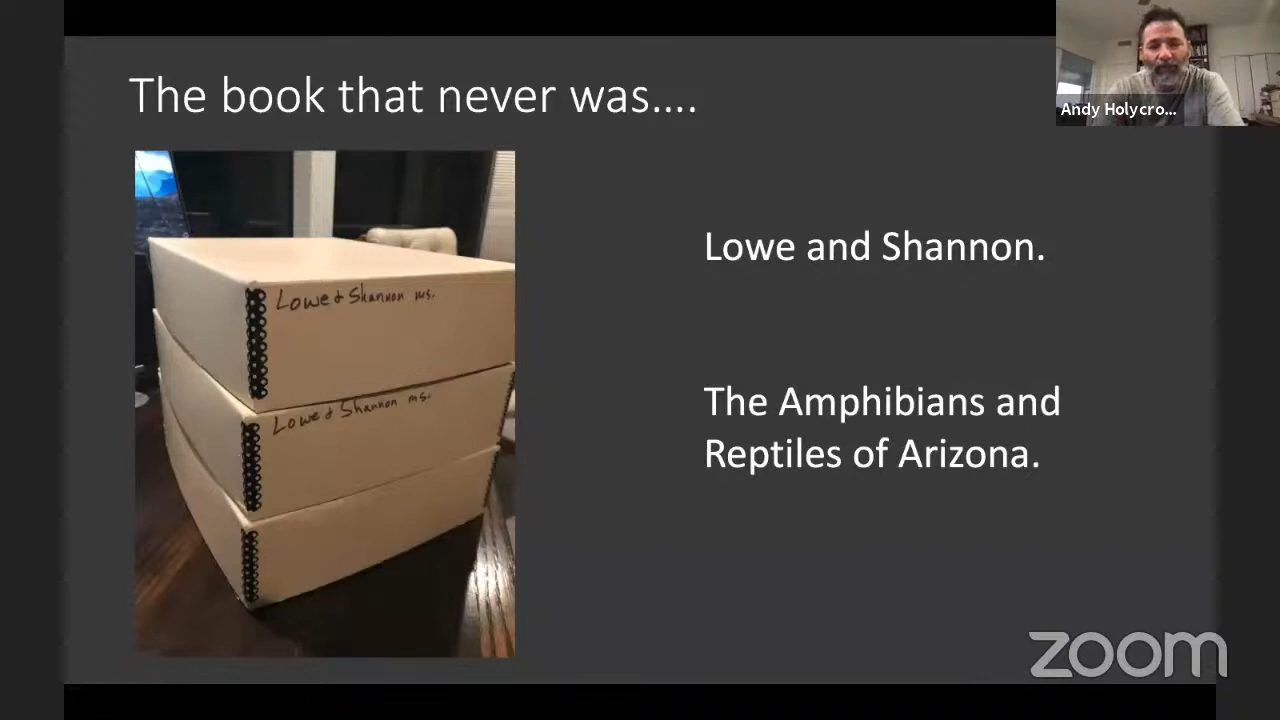 The book that never was....
Andy Holycro...
Lowe & Shannon ms.
Lowe & Shannon ms.
Lowe and Shannon.
The Amphibians and
Reptiles of Arizona.
zoom